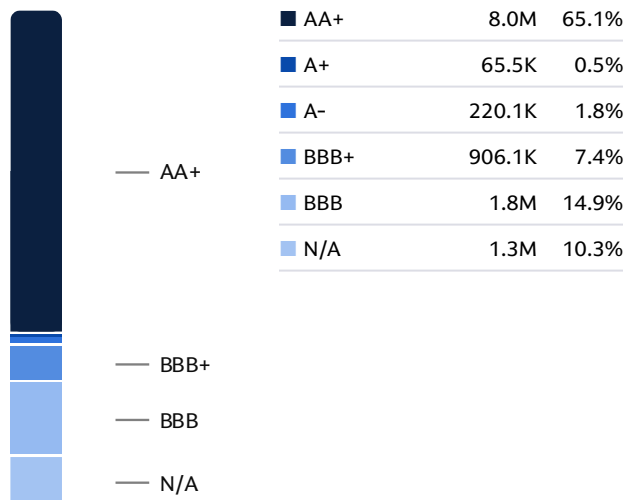 AA+ 8.0M 65.1%
A+ 65.5K 0.5%
A- 220.1K 1.8%
BBB+ 906.1K 7.4%
BBB 1.8M 14.9%
N/A 1.3M 10.3%
AA+
BBB+
BBB
N/A